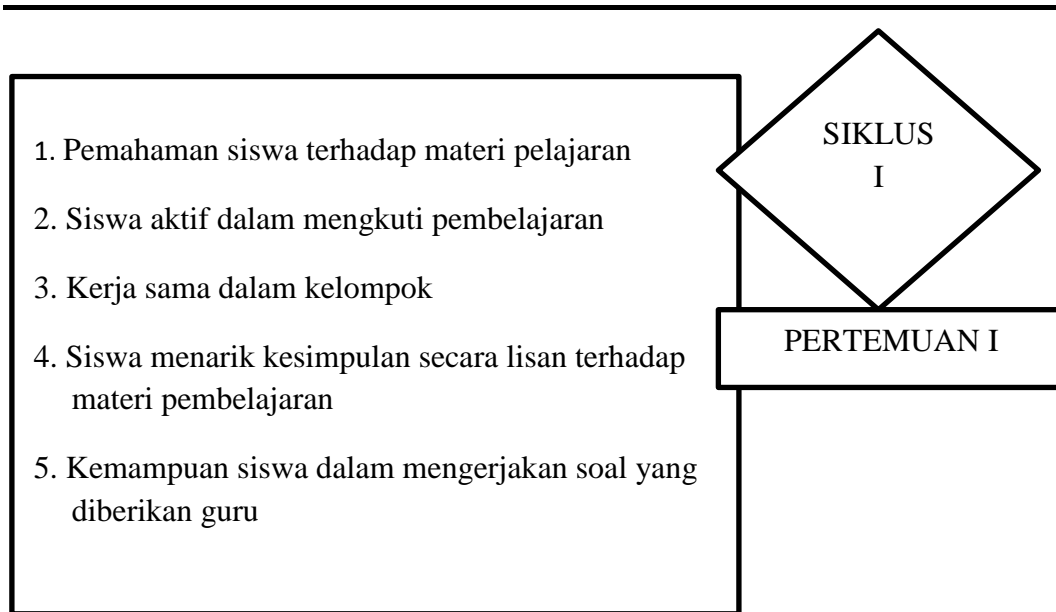 1. Pemahaman siswa terhadap materi pelajaran
2. Siswa aktif dalam mengkuti pembelajaran
3. Kerja sama dalam kelompok
4. Siswa menarik kesimpulan secara lisan terhadap
materi pembelajaran
5. Kemampuan siswa dalam mengerjakan soal yang
diberikan guru
SIKLUS
I
PERTEMUAN I